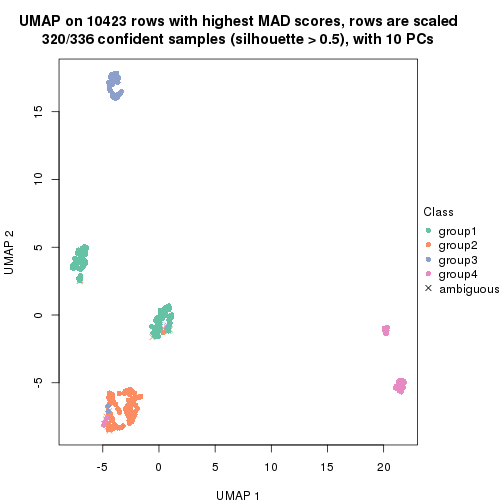 UMAP on 10423 rows with highest MAD scores, rows are scaled
320/336 confident samples (silhouette > 0.5), with 10 PCs
15
10
5
0
-5
UMAP 2
-5
0
5
10
15
20
UMAP 1
Class
group1
group2
group3
group4
ambiguous